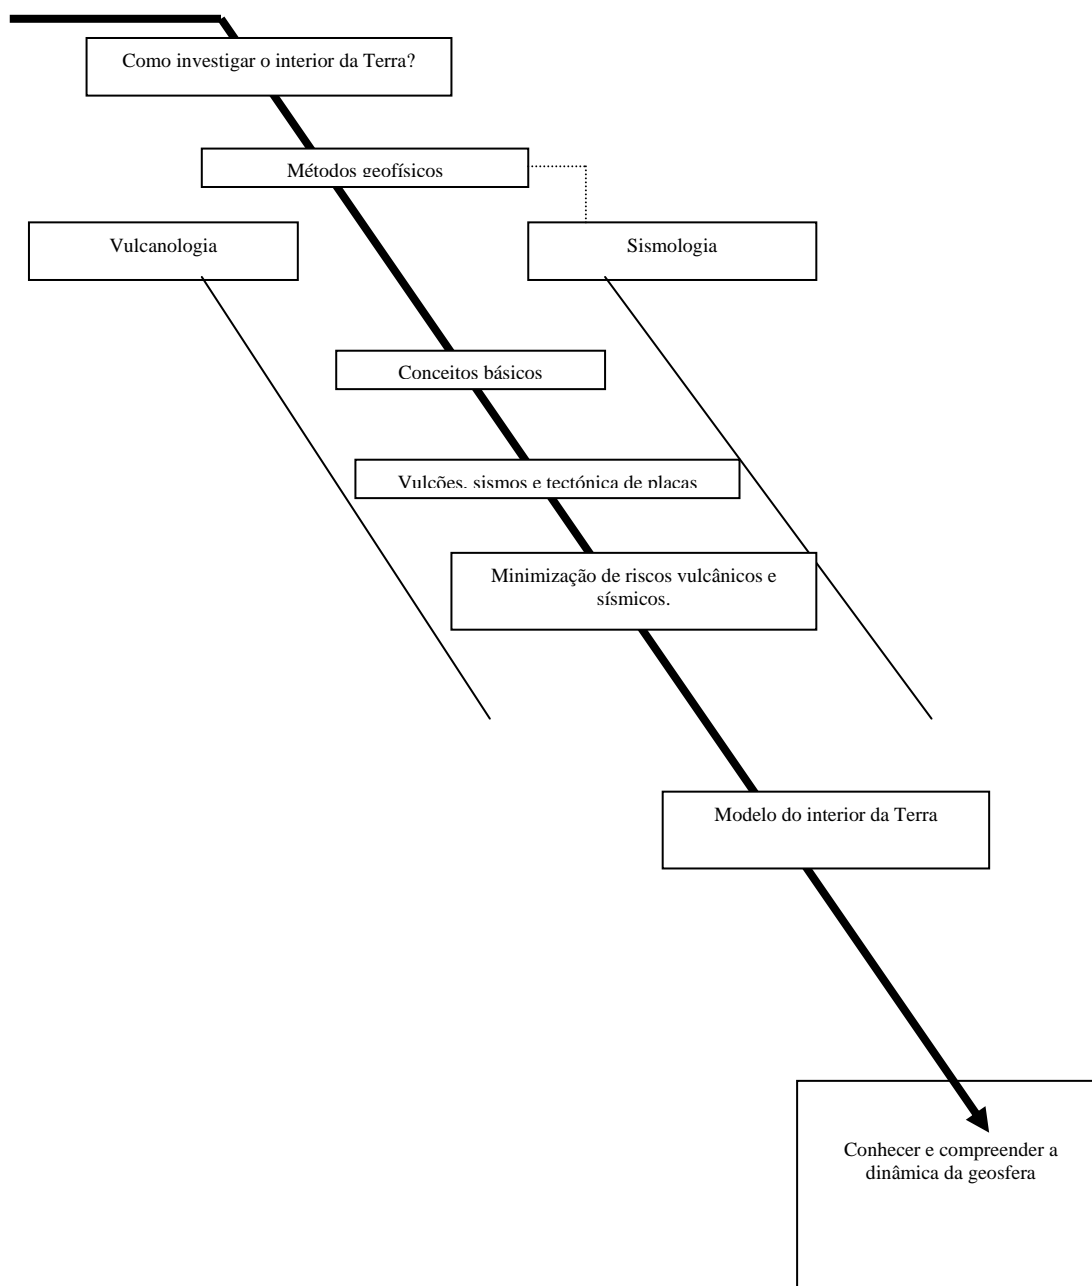 Como investigar o interior da Terra?
Métodos geofísicos
Vulcanologia
Sismologia
Conceitos básicos
Vulcões, sismos e tectónica de placas
Minimização de riscos vulcânicos e
sísmicos.
Modelo do interior da Terra
Conhecer e compreender a
dinâmica da geosfera